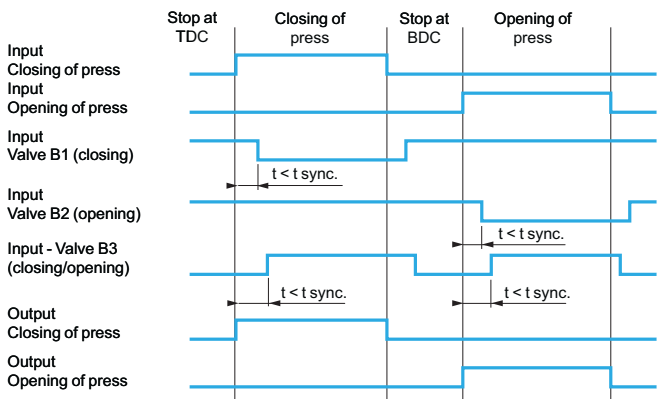 Stop at TDC
Closing of press
Stop at BDC
Opening of press
Input
Closing of press
Input
Opening of press
Input
Valve B1 (closing)
t < t sync.
Input
Valve B2 (opening)
t < t sync.
Input - Valve B3
(closing/opening)
t < t sync.
t < t sync.
Output
Closing of press
Output
Opening of press